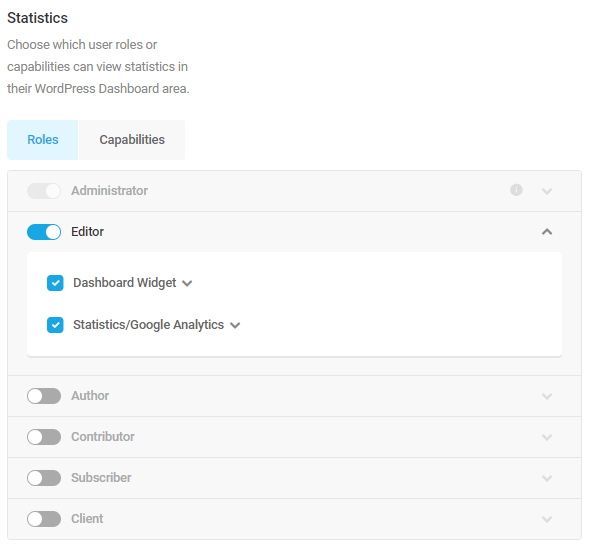 Statistics
Choose which user roles or
capabilities can view statistics in
their WordPress Dashboard area.
Roles Capabilities
Administrator
Editor
Dashboard Widget
Statistics/Google Analytics
Author
Contributor
Subscriber
Client